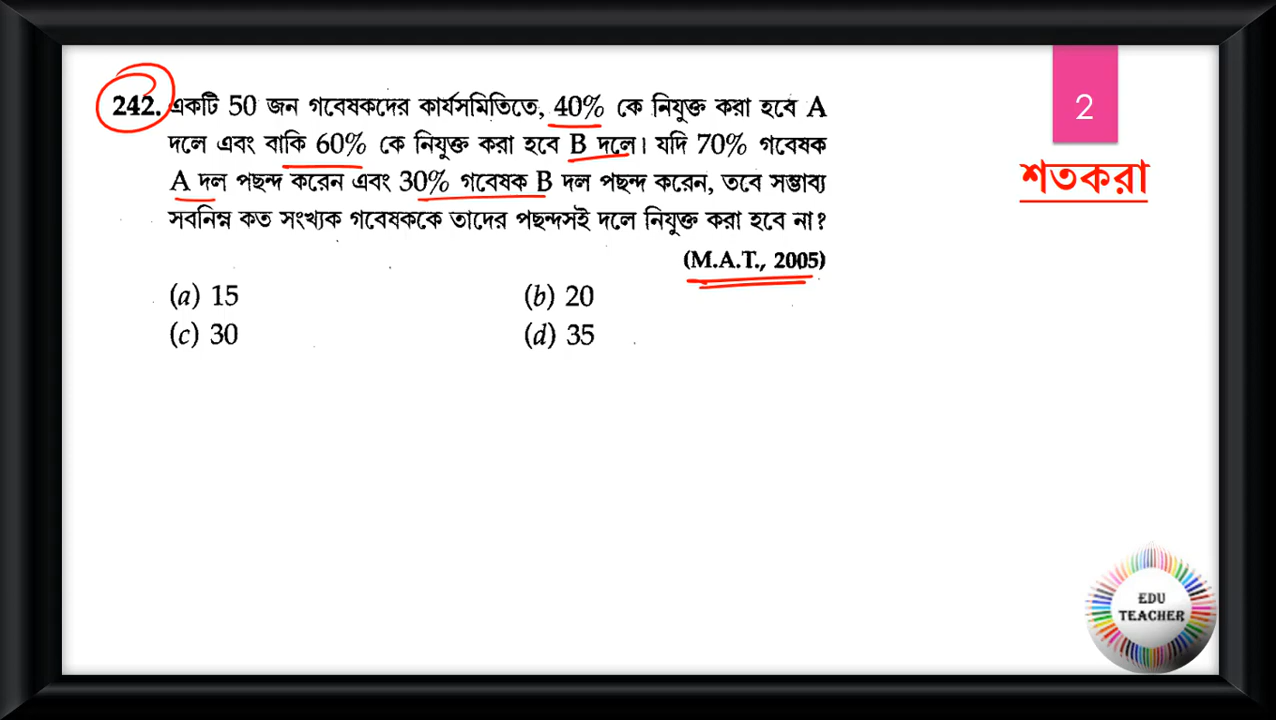 242. একটি 50 জন গবেষকদের কার্যসমিতিতে, 40% কে নিযুক্ত করা হবে A
দলে এবং বাকি 60% কে নিযুক্ত করা হবে B দলে। যদি 70% গবেষক
A দল পছন্দ করেন এবং 30% গবেষক B দল পছন্দ করেন, তবে সম্ভাব্য
সবনিম্ন কত সংখ্যক গবেষককে তাদের পছন্দসই দলে নিযুক্ত করা হবে না?
(M.A.T., 2005)
(a) 15 (b) 20
(c) 30 (d) 35
2
শতকরা
EDU
TEACHER